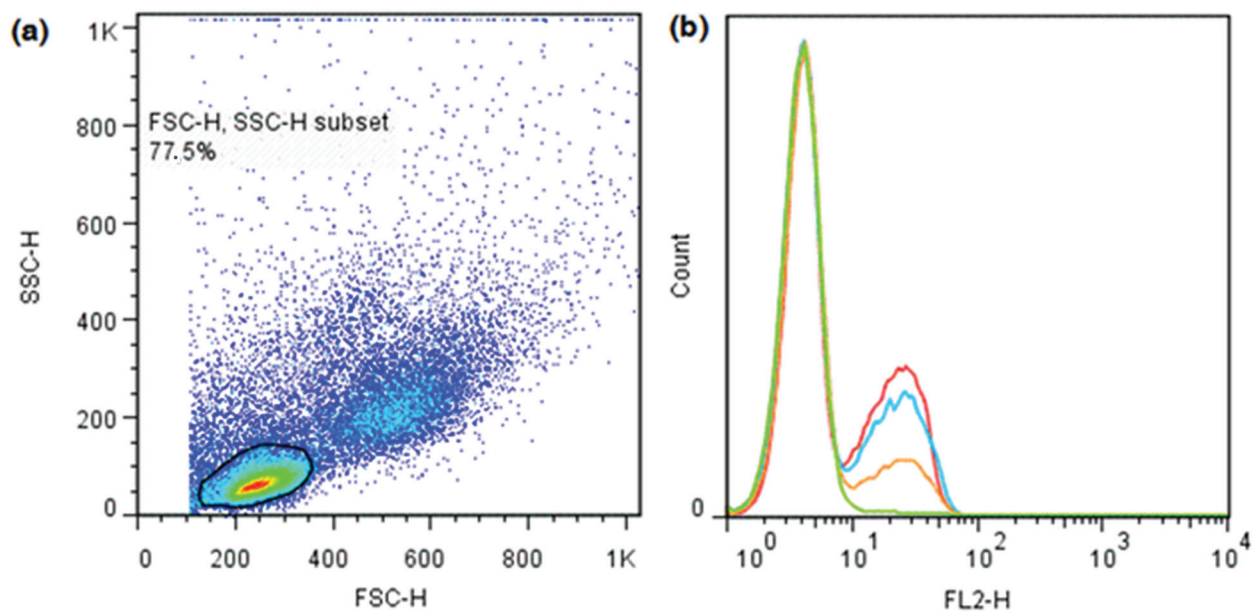 (a)
1K
800
600
400
200
0
SSC-H
FSC-H, SSC-H subset
77.5%
0 200 400 600 800 1K
FSC-H
(b)
Count
0
10^0 10^1 10^2 10^3 10^4
FL2-H